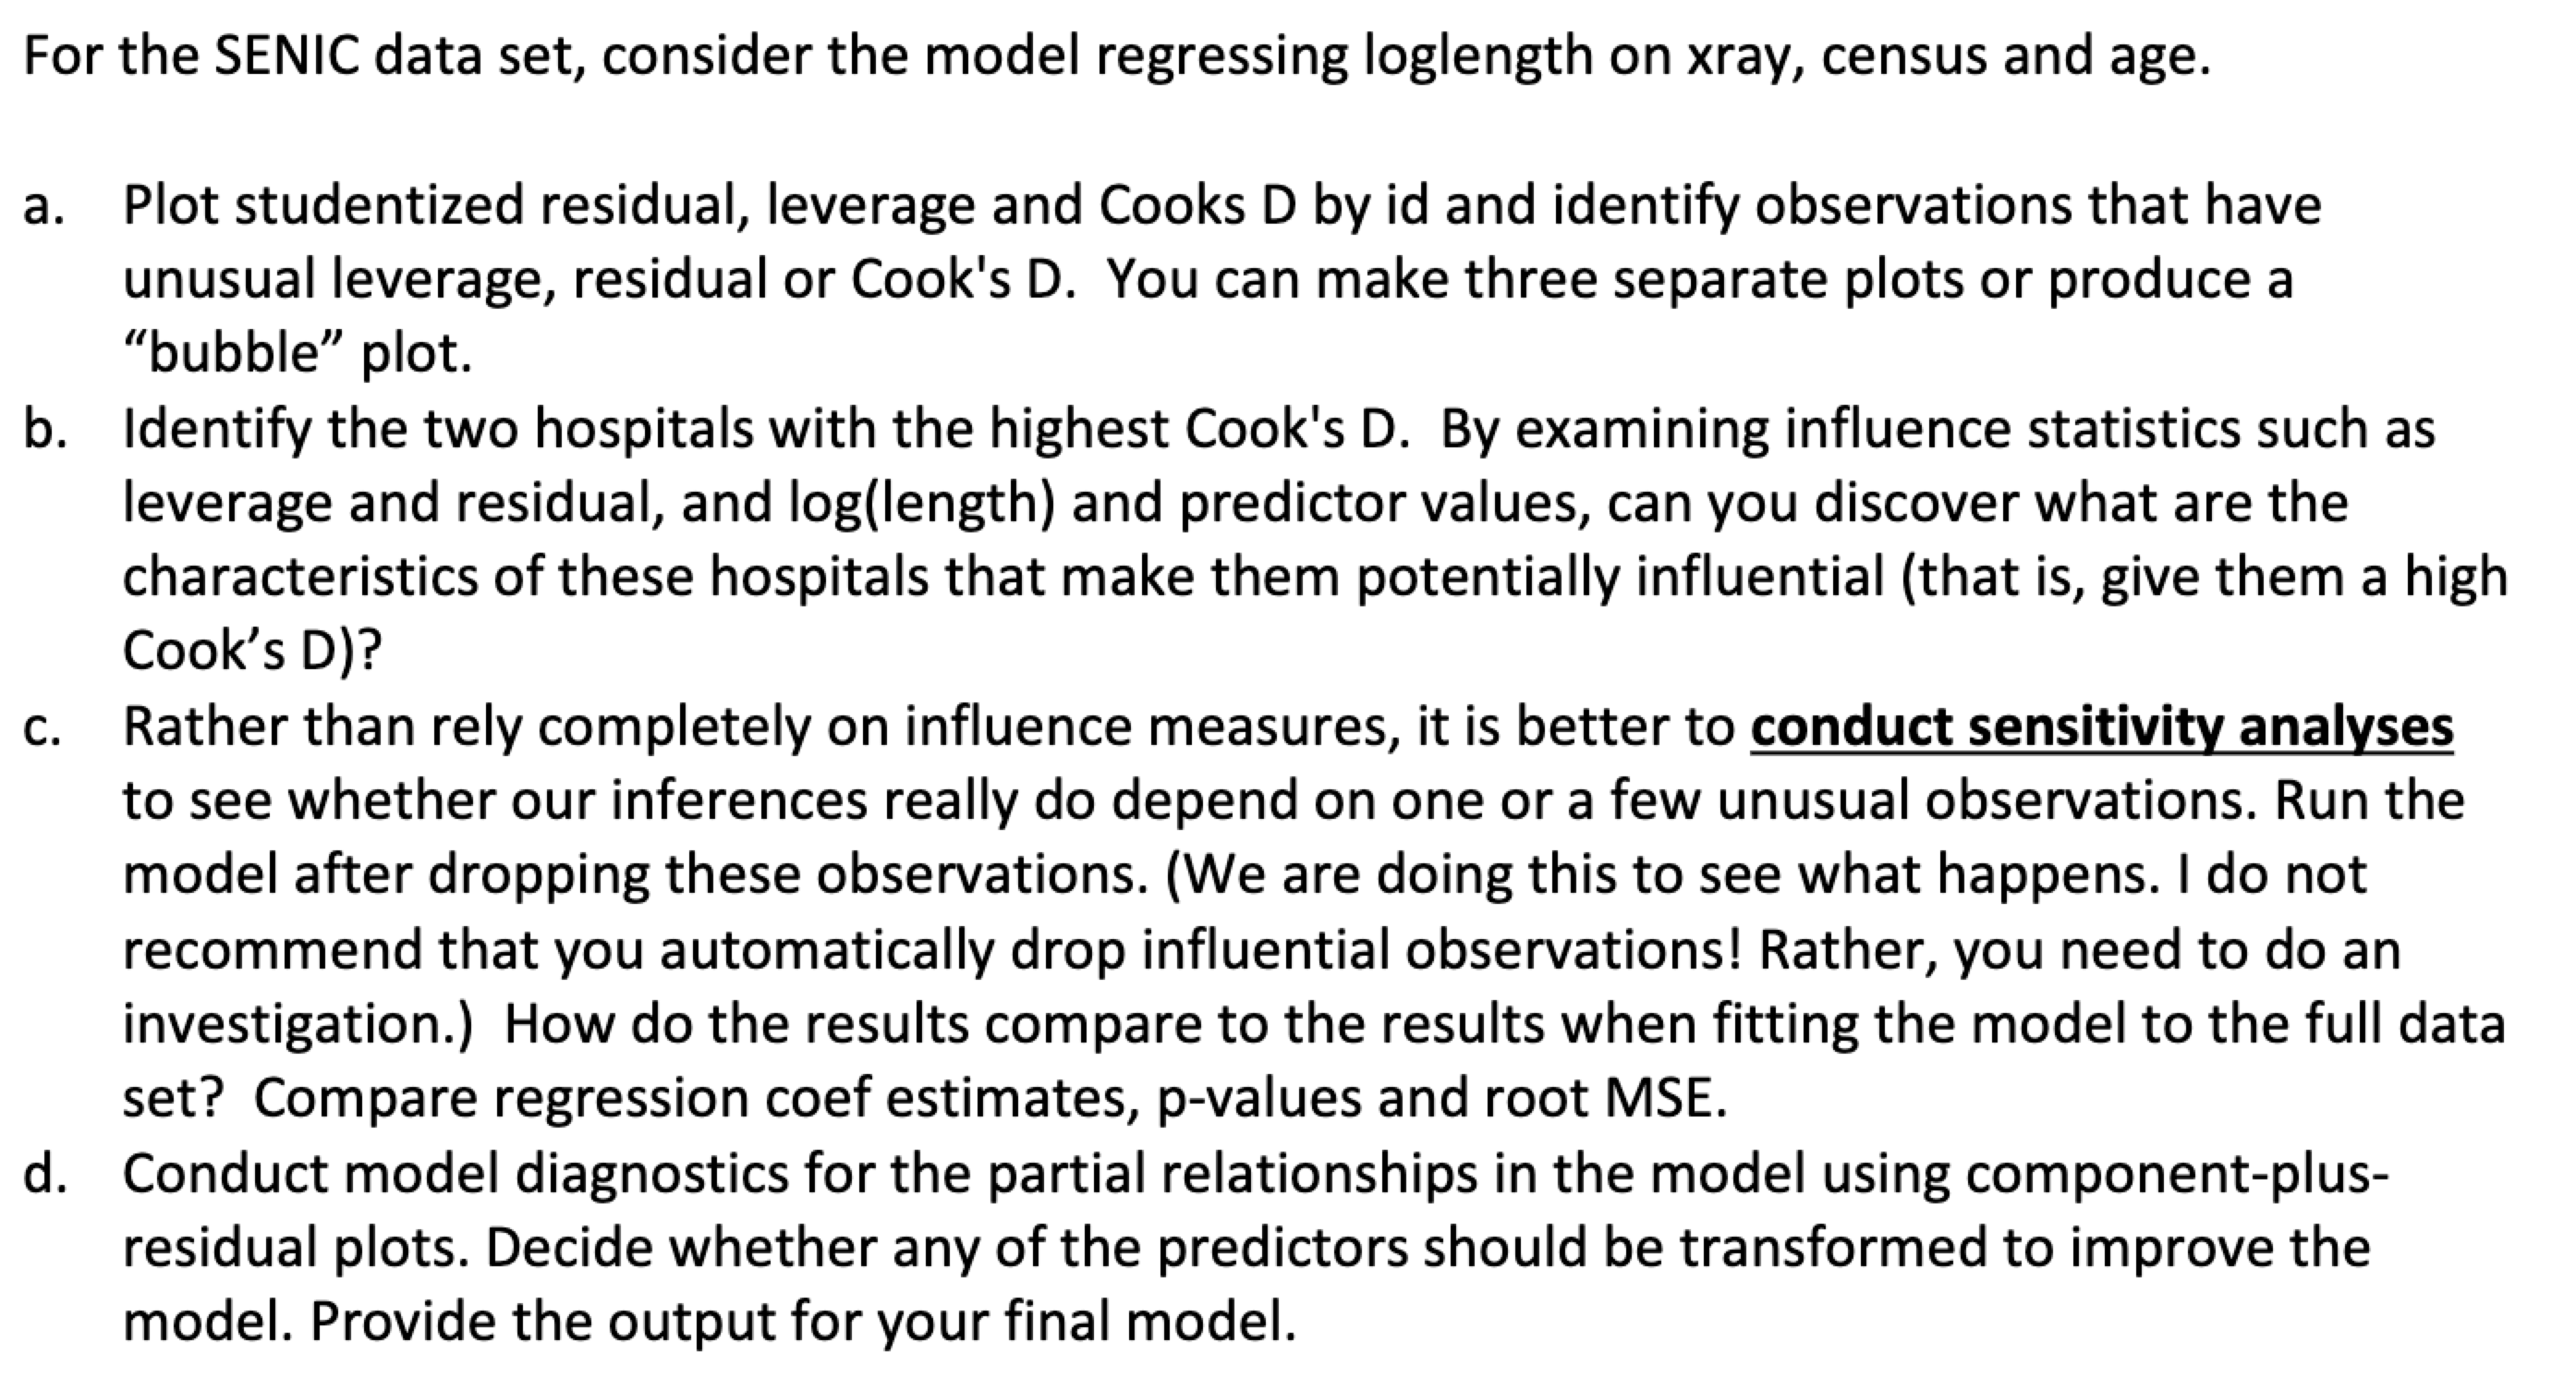 For the SENIC data set, consider the model regressing loglength on xray, census and age.
a. Plot studentized residual, leverage and Cooks D by id and identify observations that have
unusual leverage, residual or Cook's D.  You can make three separate plots or produce a
“bubble” plot.
b. Identify the two hospitals with the highest Cook's D.  By examining influence statistics such as
leverage and residual, and log(length) and predictor values, can you discover what are the
characteristics of these hospitals that make them potentially influential (that is, give them a high
Cook’s D)?
c. Rather than rely completely on influence measures, it is better to conduct sensitivity analyses
to see whether our inferences really do depend on one or a few unusual observations. Run the
model after dropping these observations. (We are doing this to see what happens. I do not
recommend that you automatically drop influential observations! Rather, you need to do an
investigation.)  How do the results compare to the results when fitting the model to the full data
set?  Compare regression coef estimates, p-values and root MSE.
d. Conduct model diagnostics for the partial relationships in the model using component-plus-
residual plots. Decide whether any of the predictors should be transformed to improve the
model. Provide the output for your final model.